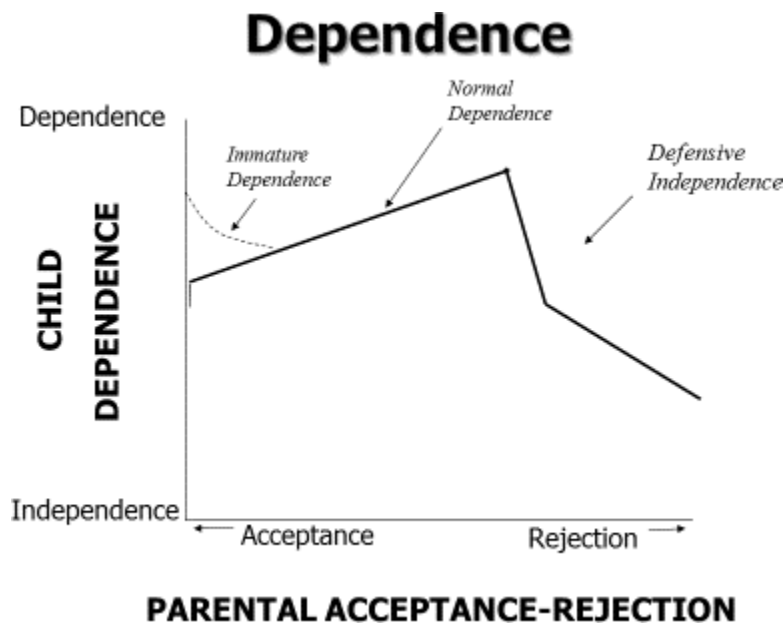 Dependence
Normal
Dependence
Dependence
Immature
Dependence
Defensive
Independence
CHILD
DEPENDENCE
Independence
Acceptance
Rejection
PARENTAL ACCEPTANCE-REJECTION